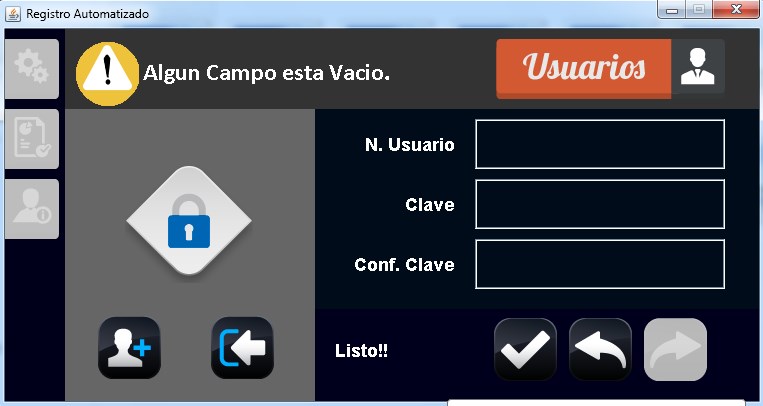 Registro Automatizado
Algun Campo esta Vacio.
Usuarios
N. Usuario
Clave
Conf. Clave
Listo!!